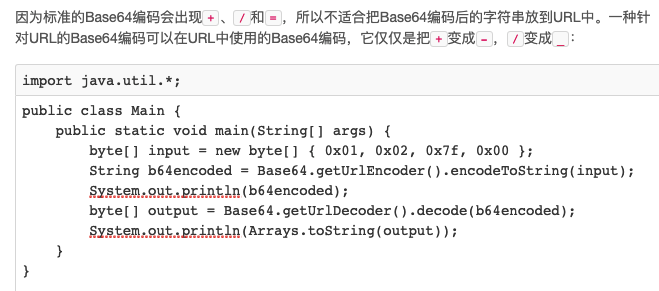 因为标准的Base64编码会出现+、/和=，所以不适合把Base64编码后的字符串放到URL中。一种针
对URL的Base64编码可以在URL中使用的Base64编码，它仅仅是把+变成-，/变成_：
import java.util.*;
public class Main {
    public static void main(String[] args) {
        byte[] input = new byte[] { 0x01, 0x02, 0x7f, 0x00 };
        String b64encoded = Base64.getUrlEncoder().encodeToString(input);
        System.out.println(b64encoded);
        byte[] output = Base64.getUrlDecoder().decode(b64encoded);
        System.out.println(Arrays.toString(output));
    }
}